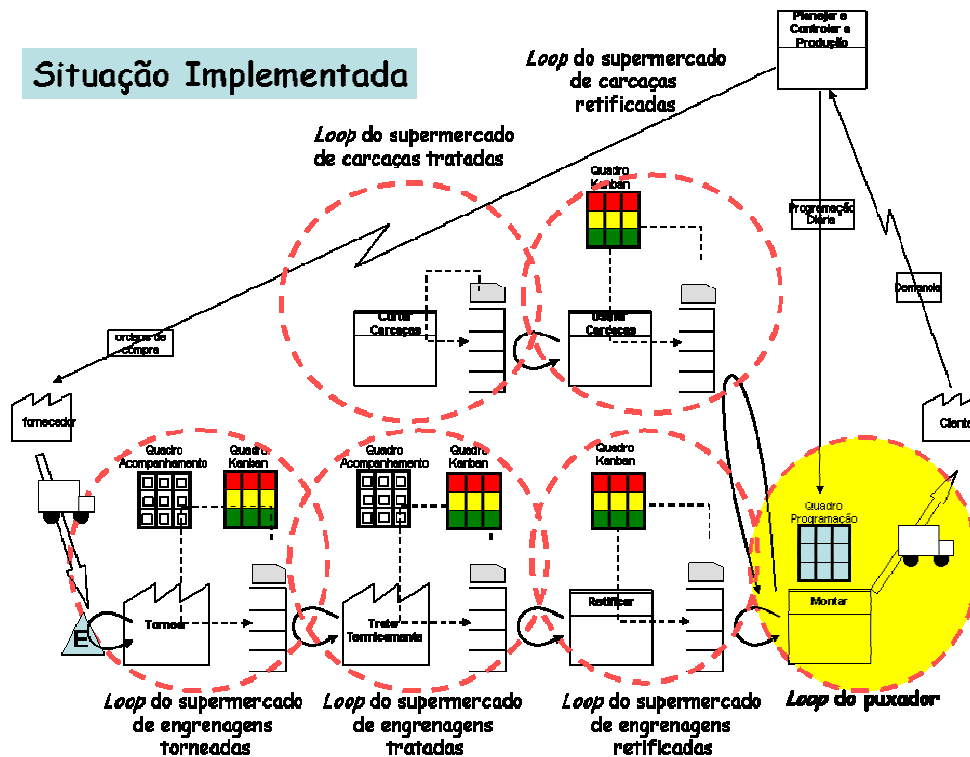 Planejar e
Controlar a
Produção
Situação Implementada
Loop do supermercado
de carcaças
retificadas
Loop do supermercado
de carcaças tratadas
Quadro
Kanban
Programação
Diária
Demanda
Carcaças
Usinar
Carcaças
ordens de
compra
fornecedor
Cliente
Quadro
Acompanhamento
Quadro
Kanban
Quadro
Acompanhamento
Quadro
Kanban
Quadro
Kanban
Quadro
Programação
E
Tornear
Tratar
Termicamente
Retificar
Montar
Loop do supermercado
de engrenagens
torneadas
Loop do supermercado
de engrenagens
tratadas
Loop do supermercado
de engrenagens
retificadas
Loop do puxador